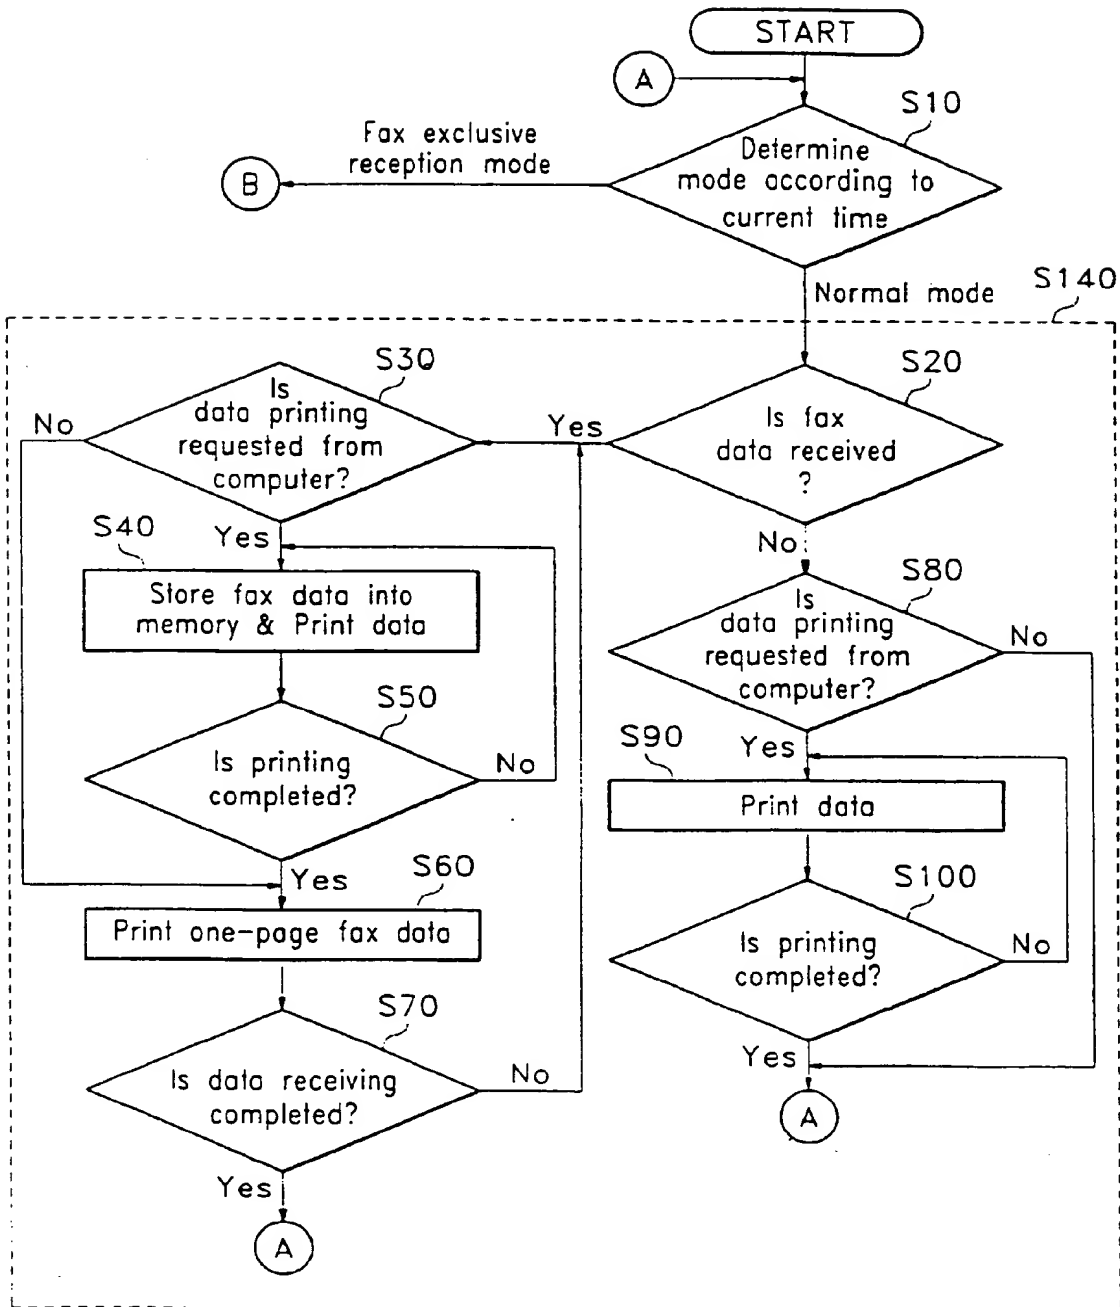 START
A
S10
Fax exclusive
reception mode
B
Determine
mode according to
current time
Normal mode
S140
S30
No
Is
data printing
requested from
computer?
Yes
S20
Is fax
data received
?
Yes
S40
No
Store fax data into
memory & Print data
S80
Is
data printing
requested from
computer?
No
S50
Is printing
completed?
No
S90
Yes
Print data
Yes
S60
Print one-page fax data
S100
Is printing
completed?
No
S70
Is data receiving
completed?
No
Yes
A
Yes
A